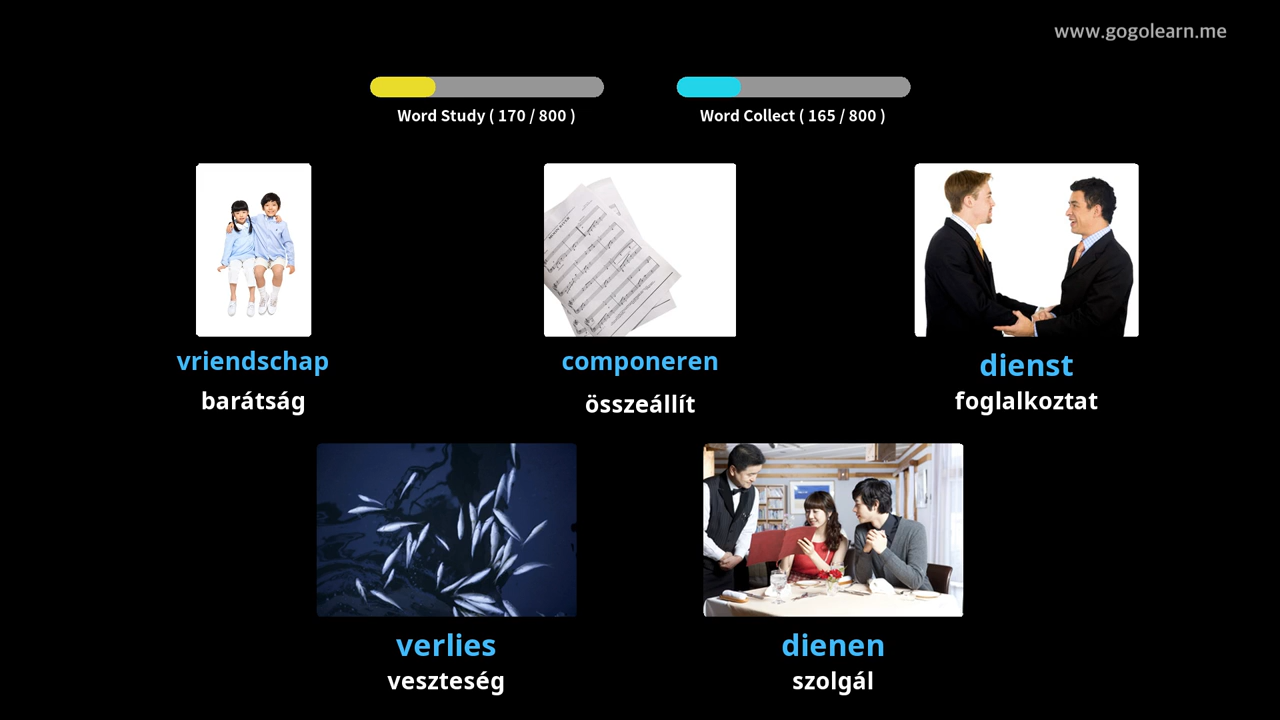 www.gogolearn.me
Word Study ( 170 / 800 )
Word Collect ( 165 / 800 )
vriendschap
barátság
componeren
összeállít
dienst
foglalkoztat
verlies
veszteség
dienen
szolgál